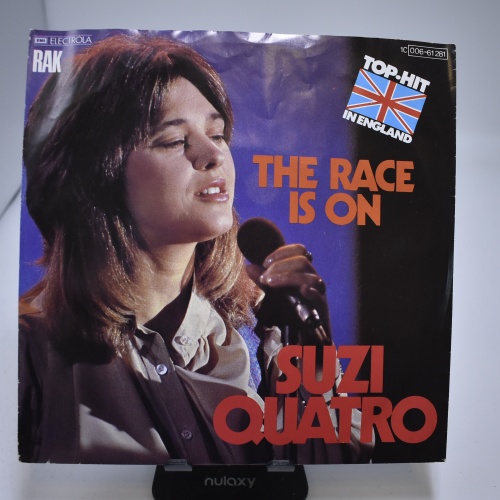 EMI ELECTROLA
RAK
1C 006-61 281
TOP-HIT
IN ENGLAND
THE RACE
IS ON
SUZI
QUATRO
nulaxy